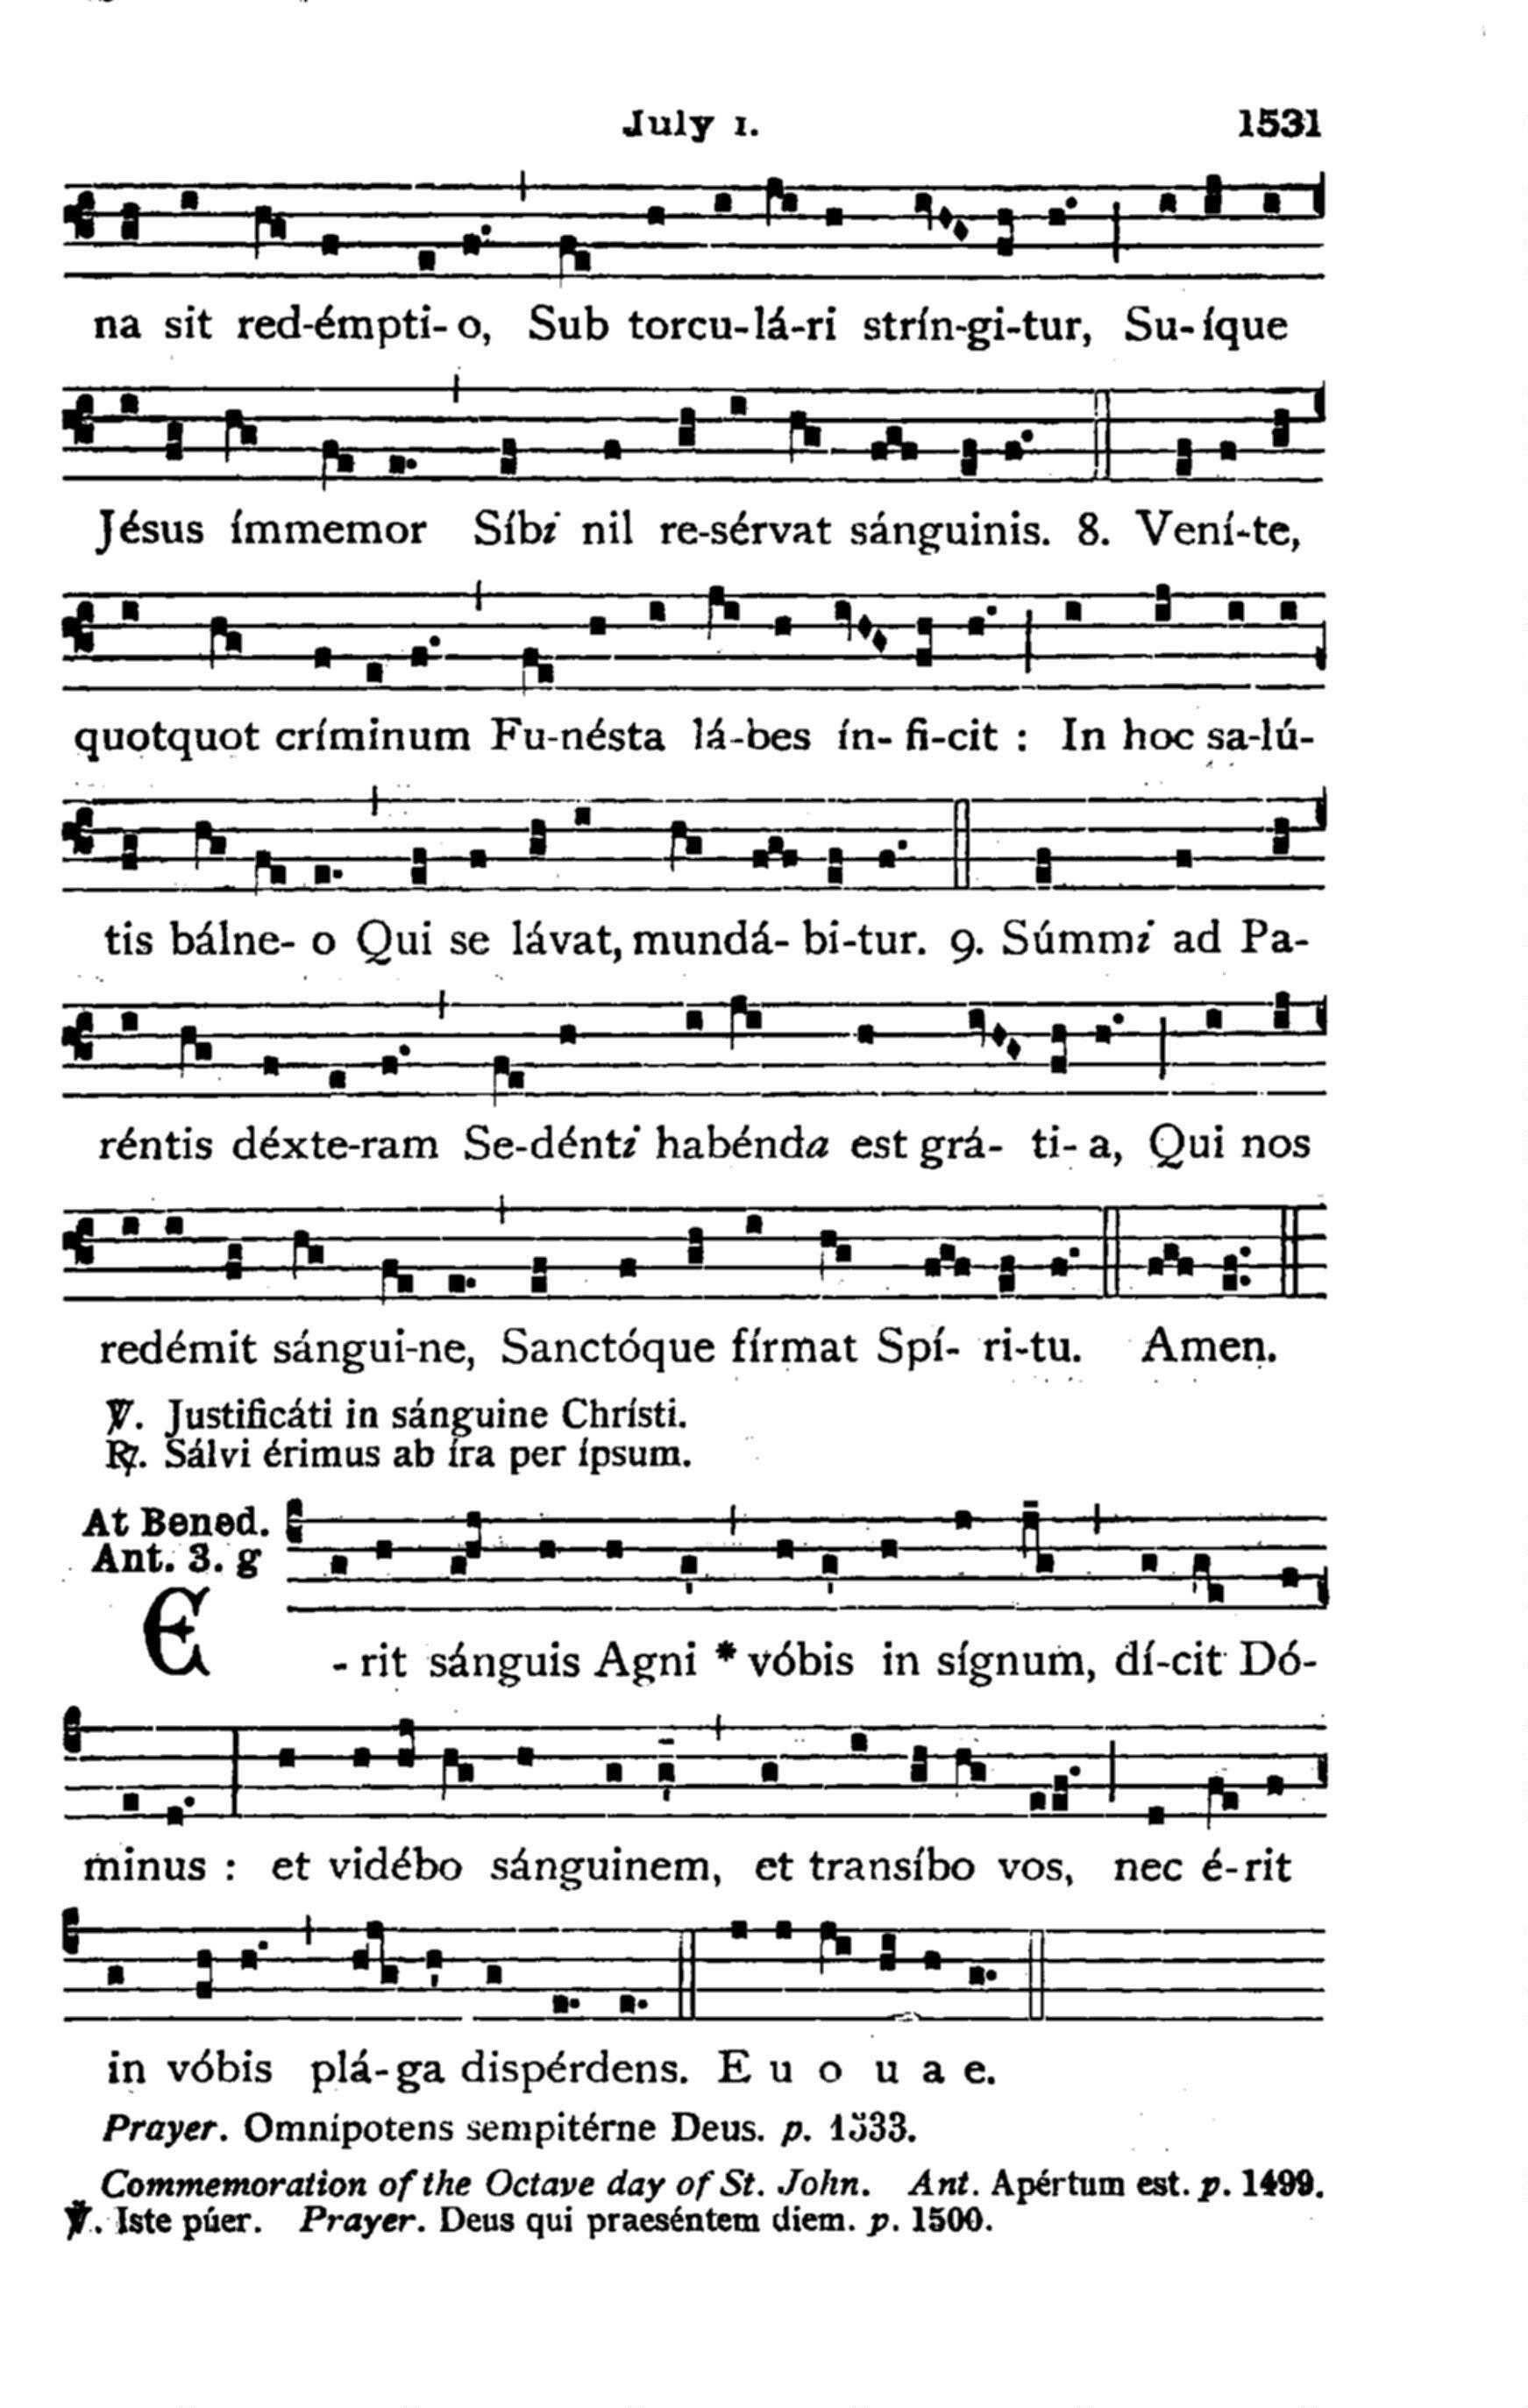 July 1. 1531
na sit red-émpti-o, Sub torcu-lá-ri strín-gi-tur, Su-íque
Jésus ímmemor Síbi nil re-sérvat sánguinis. 8. Vení-te,
quotquot críminum Fu-nésta lá-bes ín-fi-cit : In hoc sa-lú-
tis bálne-o Qui se lávat, mundá-bi-tur. 9. Súmmi ad Pa-
réntis déxte-ram Se-dénti habénda est grá-ti-a, Qui nos
redémit sángui-ne, Sanctóque fírmat Spí-ri-tu. Amen.
℣. Justificáti in sánguine Chrísti.
℟. Sálvi érimus ab íra per ípsum.
At Bened.
Ant. 3. g
E-rit sánguis Agni * vóbis in sígnum, dí-cit Dó-
minus : et vidébo sánguinem, et transíbo vos, nec é-rit
in vóbis plá-ga dispérdens. E u o u a e.
Prayer. Omnípotens sempitérne Deus. p. 1533.
Commemoration of the Octave day of St. John. Ant. Apértum est. p. 1499.
℣. Iste púer. Prayer. Deus qui praeséntem diem. p. 1500.